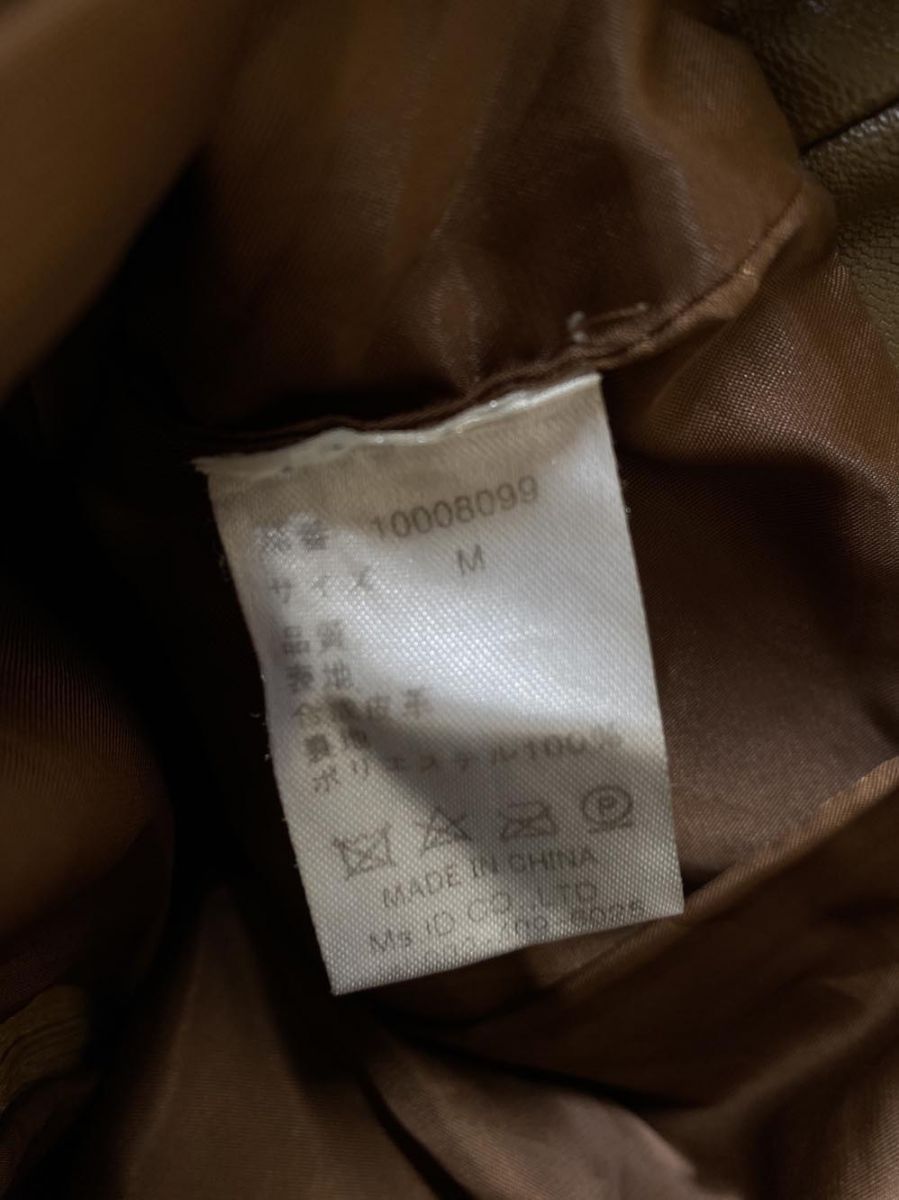 品番 10008099
サイズ M
品質
表地
合成皮革
裏地
ポリエステル100%
P
MADE IN CHINA
Ms ID CO.,LTD